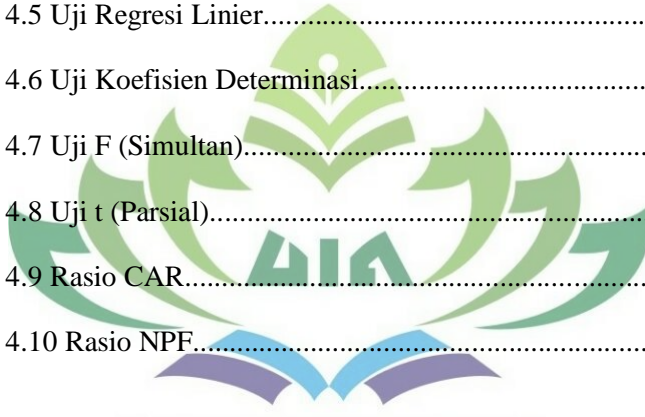 4.5 Uji Regresi Linier.......................................................
4.6 Uji Koefisien Determinasi..........................................
4.7 Uji F (Simultan)..........................................................
4.8 Uji t (Parsial)..............................................................
UIN
4.9 Rasio CAR.................................................................
4.10 Rasio NPF................................................................